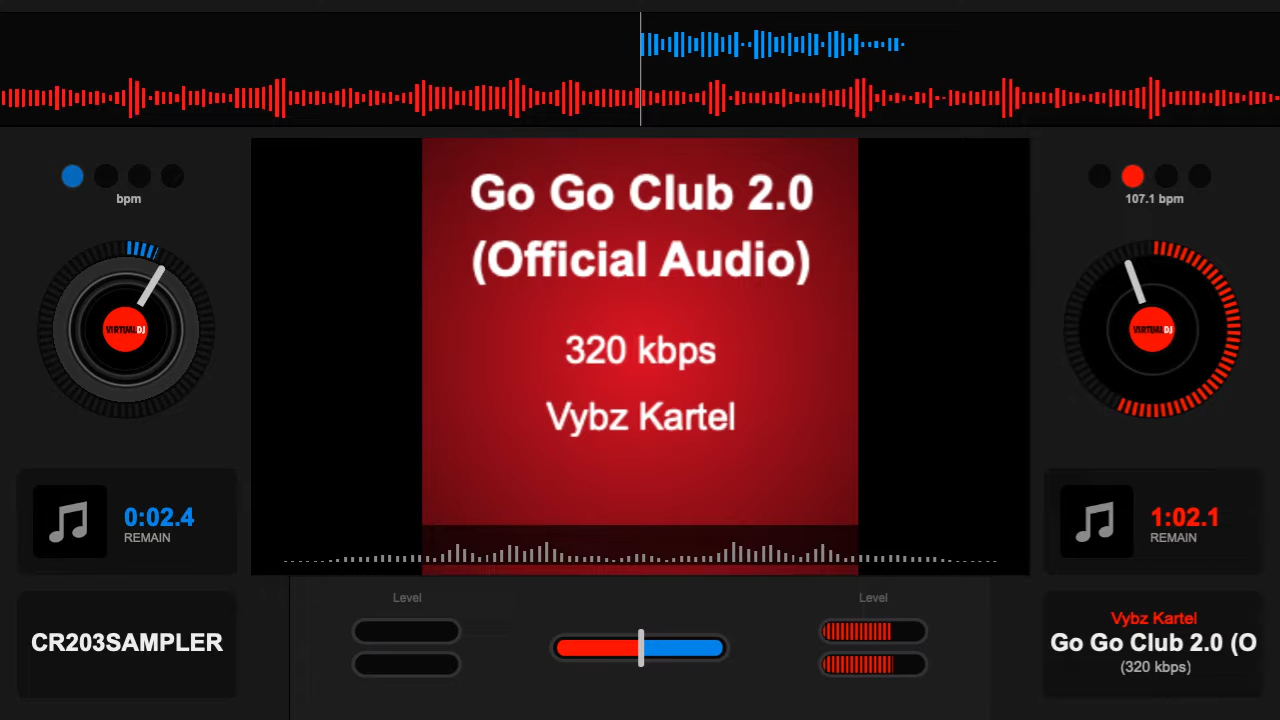 Go Go Club 2.0
(Official Audio)
320 kbps
Vybz Kartel
bpm
107.1 bpm
VIRTUALDJ
VIRTUALDJ
0:02.4
REMAIN
1:02.1
REMAIN
Level
Level
CR203SAMPLER
Vybz Kartel
Go Go Club 2.0 (O
(320 kbps)